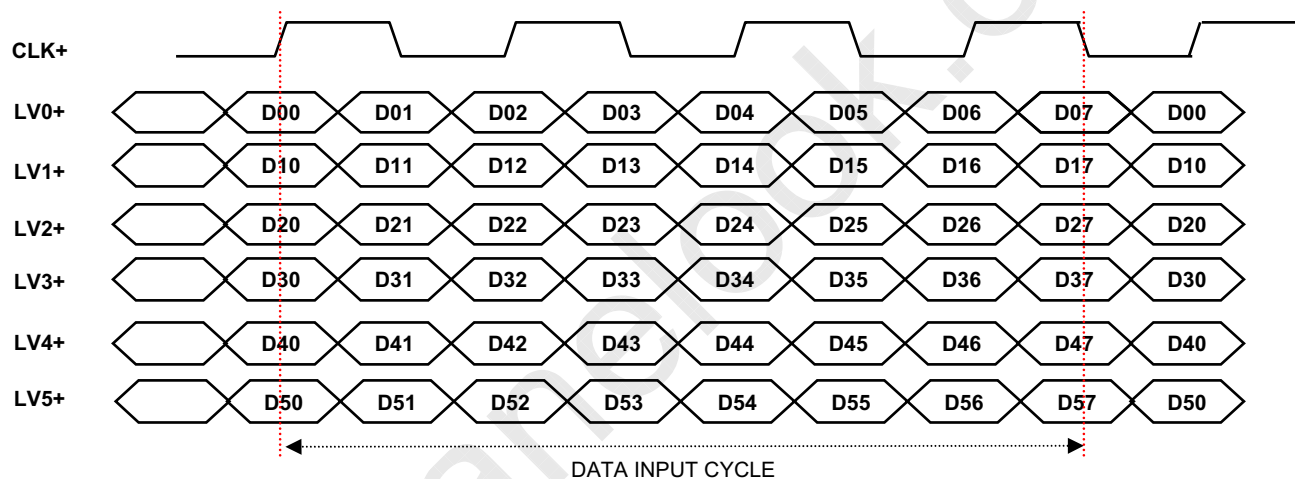 CLK+
LV0+ D00 D01 D02 D03 D04 D05 D06 D07 D00
LV1+ D10 D11 D12 D13 D14 D15 D16 D17 D10
LV2+ D20 D21 D22 D23 D24 D25 D26 D27 D20
LV3+ D30 D31 D32 D33 D34 D35 D36 D37 D30
LV4+ D40 D41 D42 D43 D44 D45 D46 D47 D40
LV5+ D50 D51 D52 D53 D54 D55 D56 D57 D50
DATA INPUT CYCLE
anelook.c